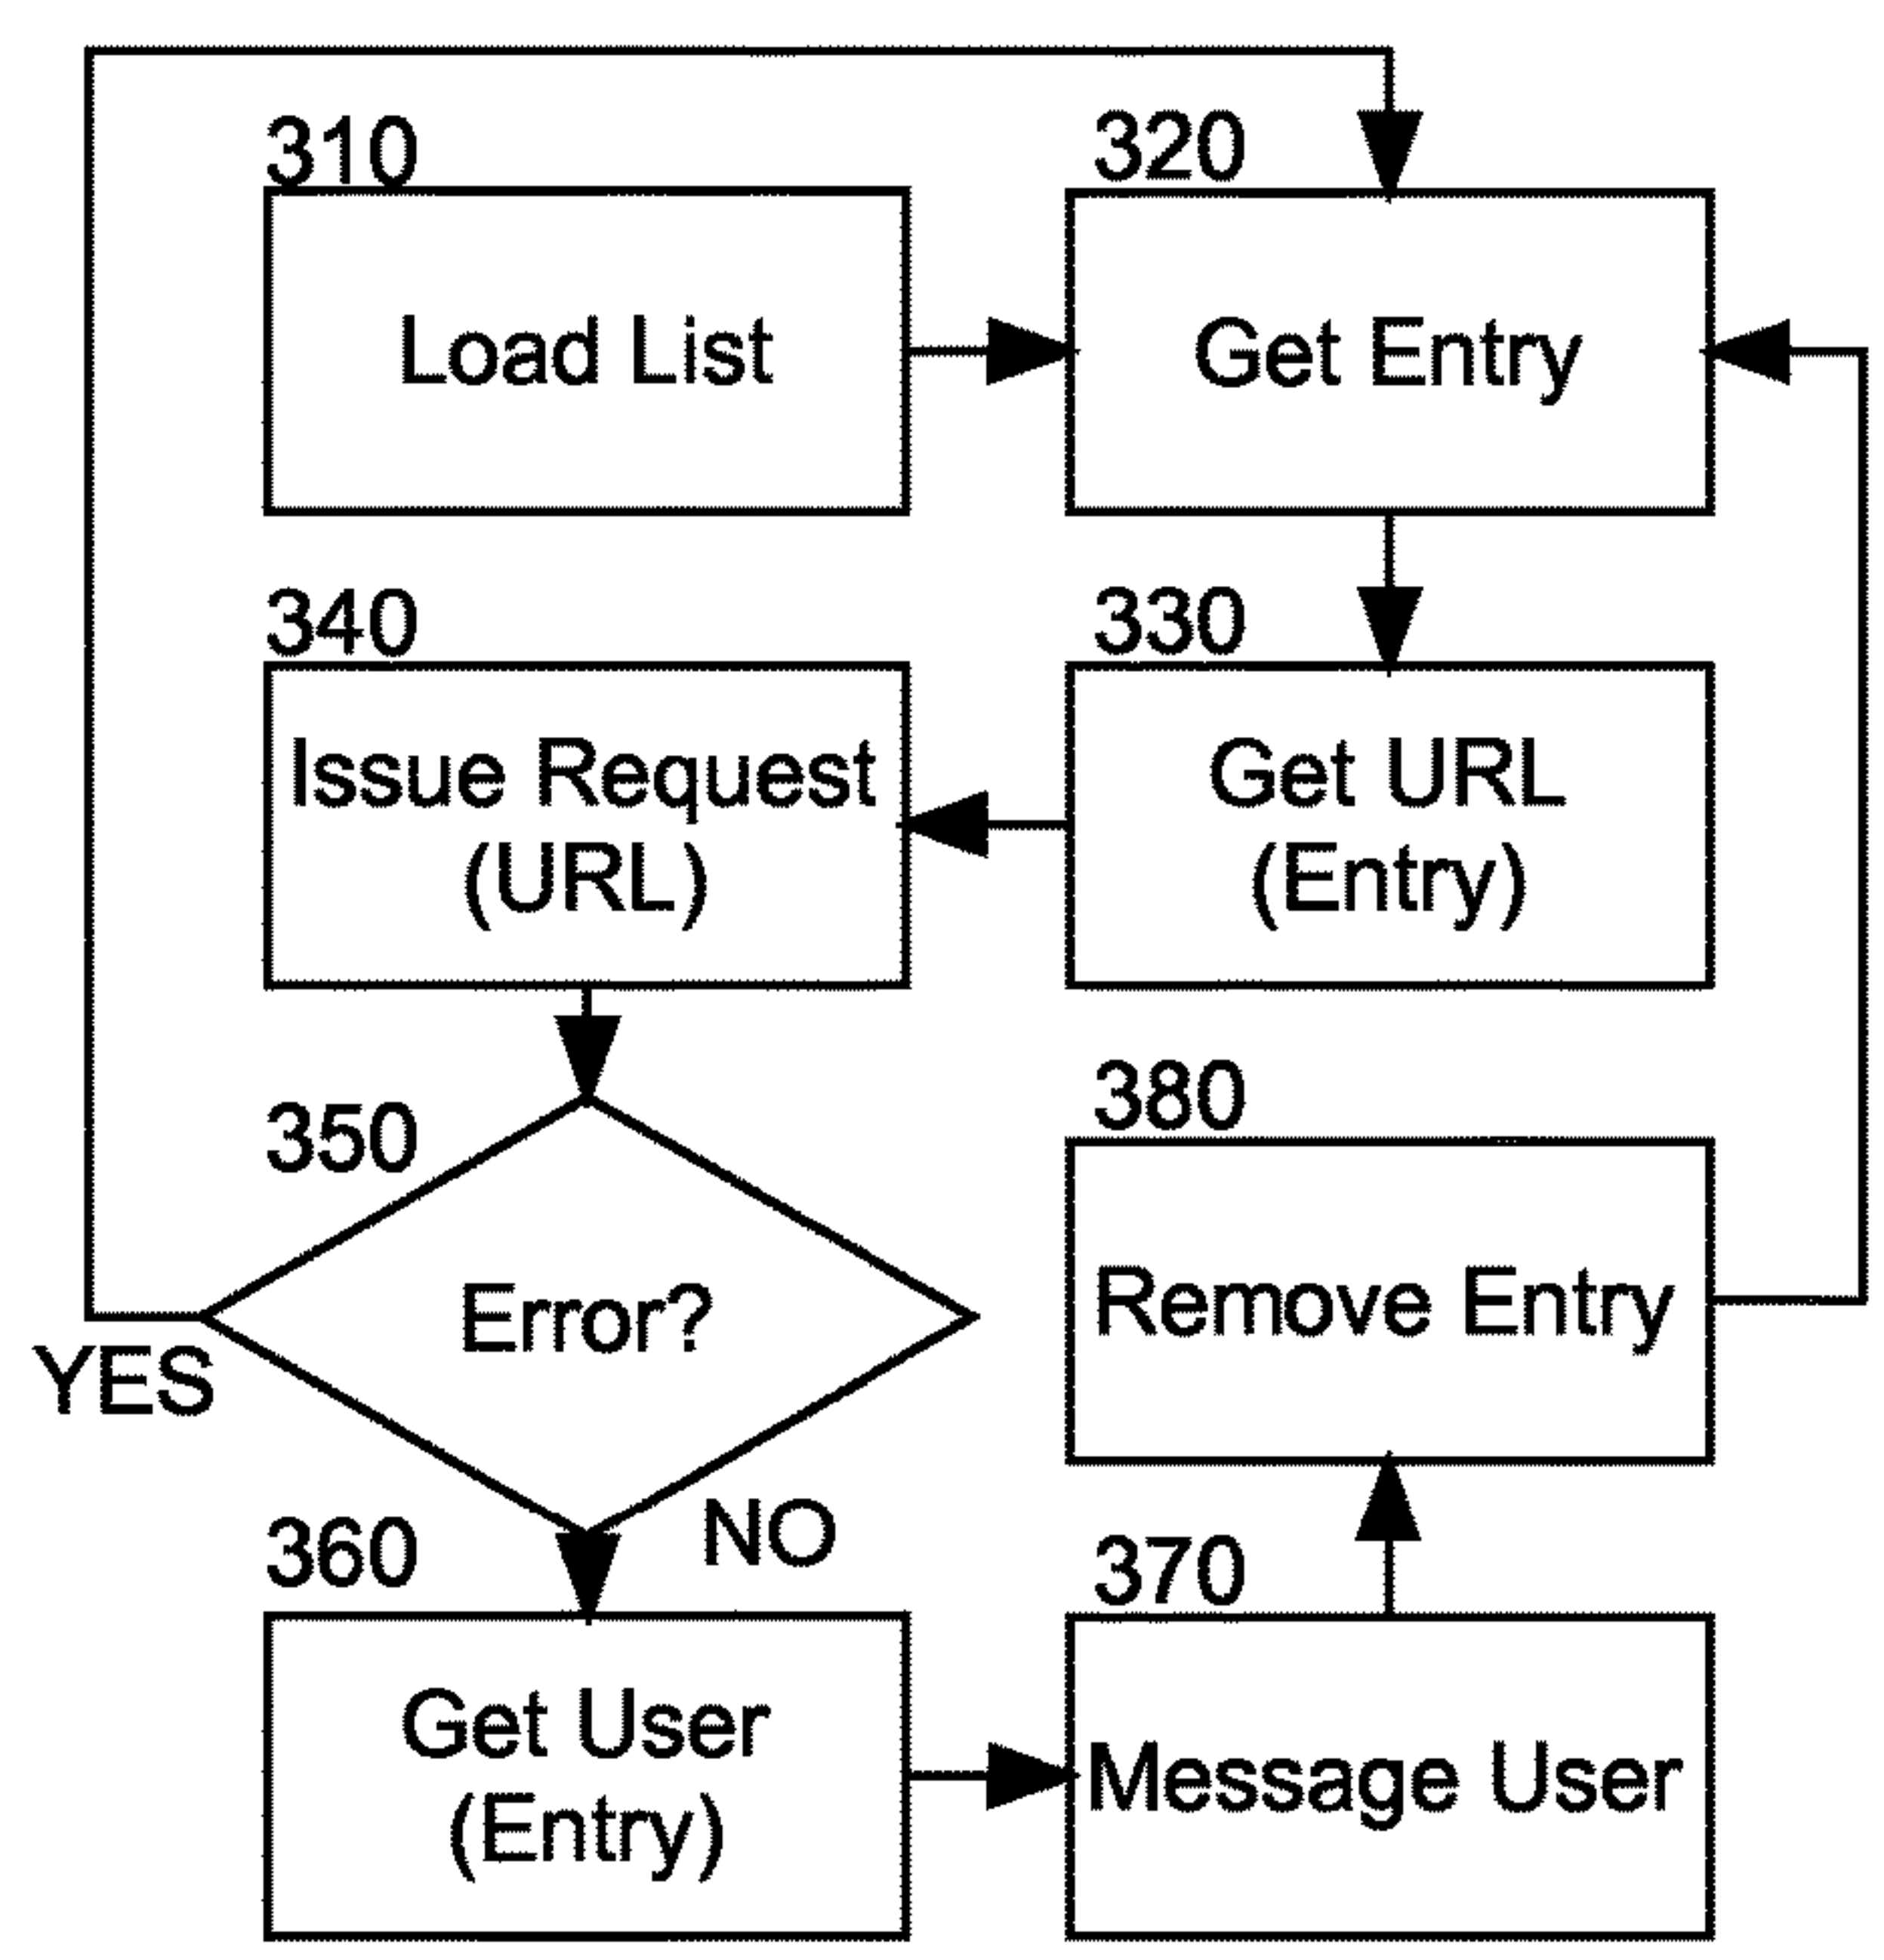 310
Load List
320
Get Entry
340
Issue Request
(URL)
330
Get URL
(Entry)
350
Error?
YES
NO
380
Remove Entry
360
Get User
(Entry)
370
Message User